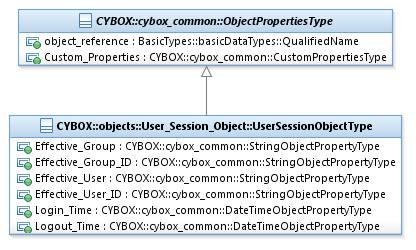 CYBOX::cybox_common::ObjectPropertiesType
object_reference : BasicTypes::basicDataTypes::QualifiedName
Custom_Properties : CYBOX::cybox_common::CustomPropertiesType
CYBOX::objects::User_Session_Object::UserSessionObjectType
Effective_Group : CYBOX::cybox_common::StringObjectPropertyType
Effective_Group_ID : CYBOX::cybox_common::StringObjectPropertyType
Effective_User : CYBOX::cybox_common::StringObjectPropertyType
Effective_User_ID : CYBOX::cybox_common::StringObjectPropertyType
Login_Time : CYBOX::cybox_common::DateTimeObjectPropertyType
Logout_Time : CYBOX::cybox_common::DateTimeObjectPropertyType